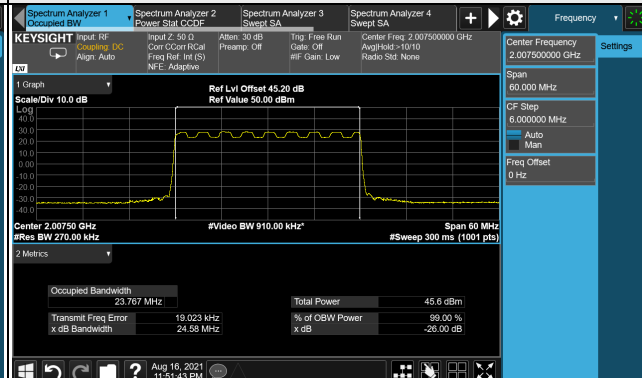 Spectrum Analyzer 1
Occupied BW
Spectrum Analyzer 2
Power Stat CCDF
Spectrum Analyzer 3
Swept SA
Spectrum Analyzer 4
Swept SA
+
Frequency
KEYSIGHT
LXI
Input: RF
Coupling: DC
Align: Auto
Input Z: 50 Ω
Corr CCorr RCal
Freq Ref: Int (S)
NFE: Adaptive
Atten: 30 dB
Preamp: Off
Trig: Free Run
Gate: Off
#IF Gain: Low
Center Freq: 2.007500000 GHz
Avg|Hold:>10/10
Radio Std: None
Center Frequency
2.007500000 GHz
Settings
Span
60.000 MHz
CF Step
6.000000 MHz
Auto
Man
Freq Offset
0 Hz
1 Graph
Scale/Div 10.0 dB
Ref Lvl Offset 45.20 dB
Ref Value 50.00 dBm
Log
40.0
30.0
20.0
10.0
0.00
-10.0
-20.0
-30.0
-40.0
Center 2.00750 GHz
#Res BW 270.00 kHz
#Video BW 910.00 kHz*
Span 60 MHz
#Sweep 300 ms (1001 pts)
2 Metrics
Occupied Bandwidth
23.767 MHz
Total Power 45.6 dBm
Transmit Freq Error 19.023 kHz
% of OBW Power 99.00 %
x dB Bandwidth 24.58 MHz
x dB -26.00 dB
?
Aug 16, 2021
11:51:43 PM